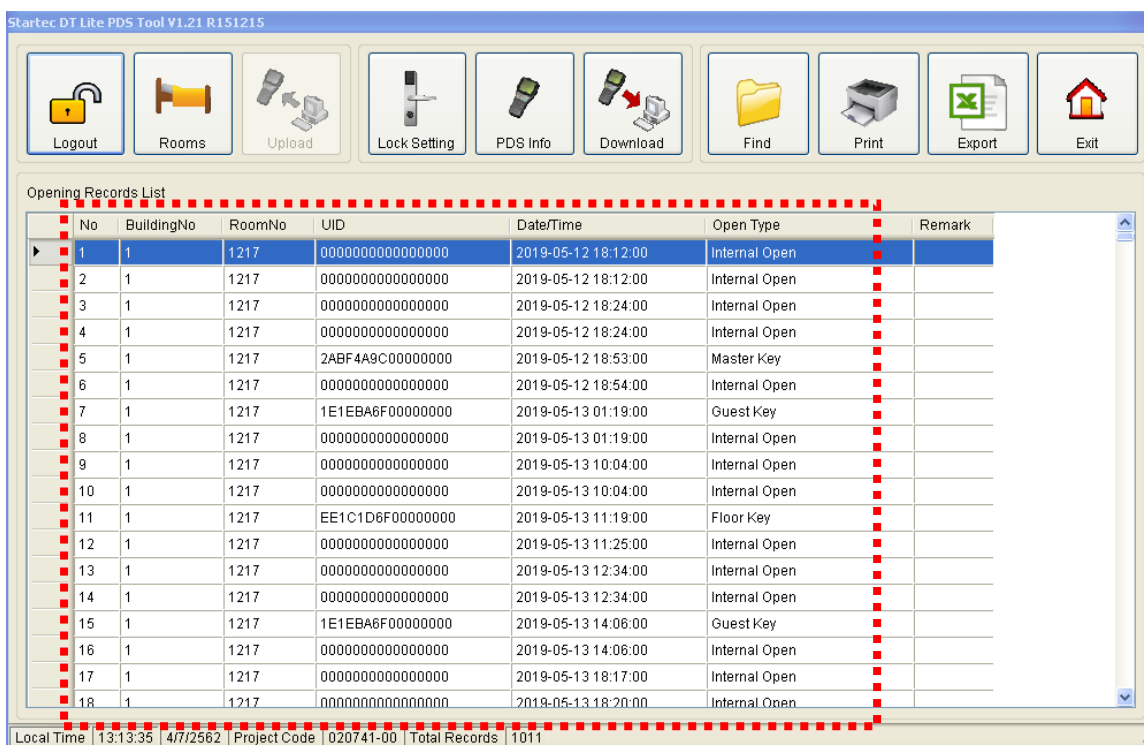 Startec DT Lite PDS Tool V1.21 R151215
Logout Rooms Upload Lock Setting PDS Info Download Find Print Export Exit
Opening Records List
No BuildingNo RoomNo UID Date/Time Open Type Remark
1 1 1217 0000000000000000 2019-05-12 18:12:00 Internal Open
2 1 1217 0000000000000000 2019-05-12 18:12:00 Internal Open
3 1 1217 0000000000000000 2019-05-12 18:24:00 Internal Open
4 1 1217 0000000000000000 2019-05-12 18:24:00 Internal Open
5 1 1217 2ABF4A9C00000000 2019-05-12 18:53:00 Master Key
6 1 1217 0000000000000000 2019-05-12 18:54:00 Internal Open
7 1 1217 1E1EBA6F00000000 2019-05-13 01:19:00 Guest Key
8 1 1217 0000000000000000 2019-05-13 01:19:00 Internal Open
9 1 1217 0000000000000000 2019-05-13 10:04:00 Internal Open
10 1 1217 0000000000000000 2019-05-13 10:04:00 Internal Open
11 1 1217 EE1C1D6F00000000 2019-05-13 11:19:00 Floor Key
12 1 1217 0000000000000000 2019-05-13 11:25:00 Internal Open
13 1 1217 0000000000000000 2019-05-13 12:34:00 Internal Open
14 1 1217 0000000000000000 2019-05-13 12:34:00 Internal Open
15 1 1217 1E1EBA6F00000000 2019-05-13 14:06:00 Guest Key
16 1 1217 0000000000000000 2019-05-13 14:06:00 Internal Open
17 1 1217 0000000000000000 2019-05-13 18:17:00 Internal Open
18 1 1217 0000000000000000 2019-05-13 18:20:00 Internal Open
Local Time 13:13:35 4/7/2562 Project Code 020741-00 Total Records 1011